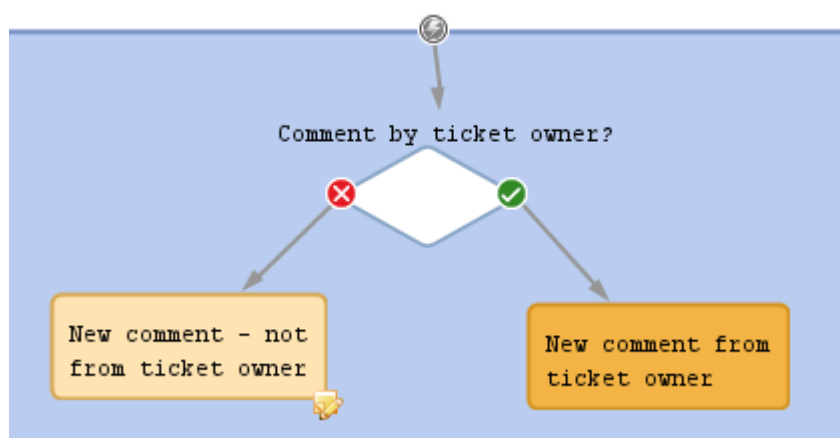 Comment by ticket owner?
New comment - not
from ticket owner
New comment from
ticket owner